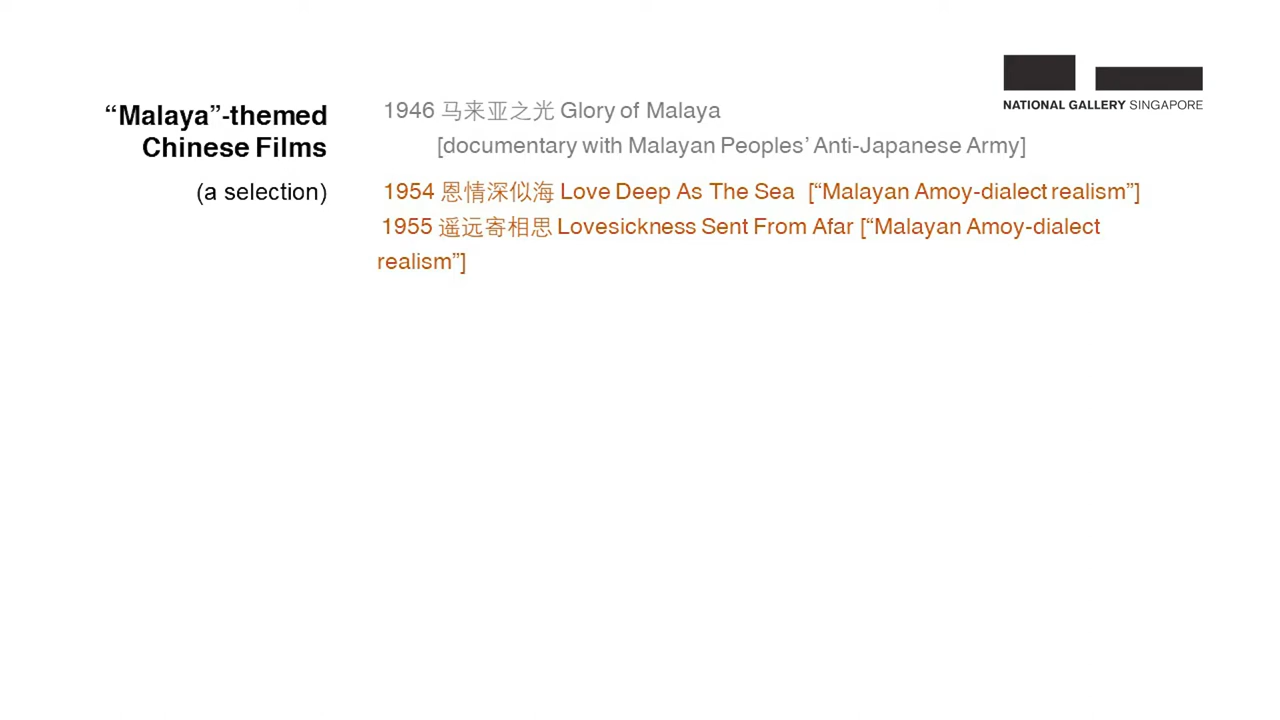 NATIONAL GALLERY SINGAPORE
“Malaya”-themed
Chinese Films
(a selection)
1946 马来亚之光 Glory of Malaya
[documentary with Malayan Peoples’ Anti-Japanese Army]
1954 恩情深似海 Love Deep As The Sea [“Malayan Amoy-dialect realism”]
1955 遥远寄相思 Lovesickness Sent From Afar [“Malayan Amoy-dialect
realism”]